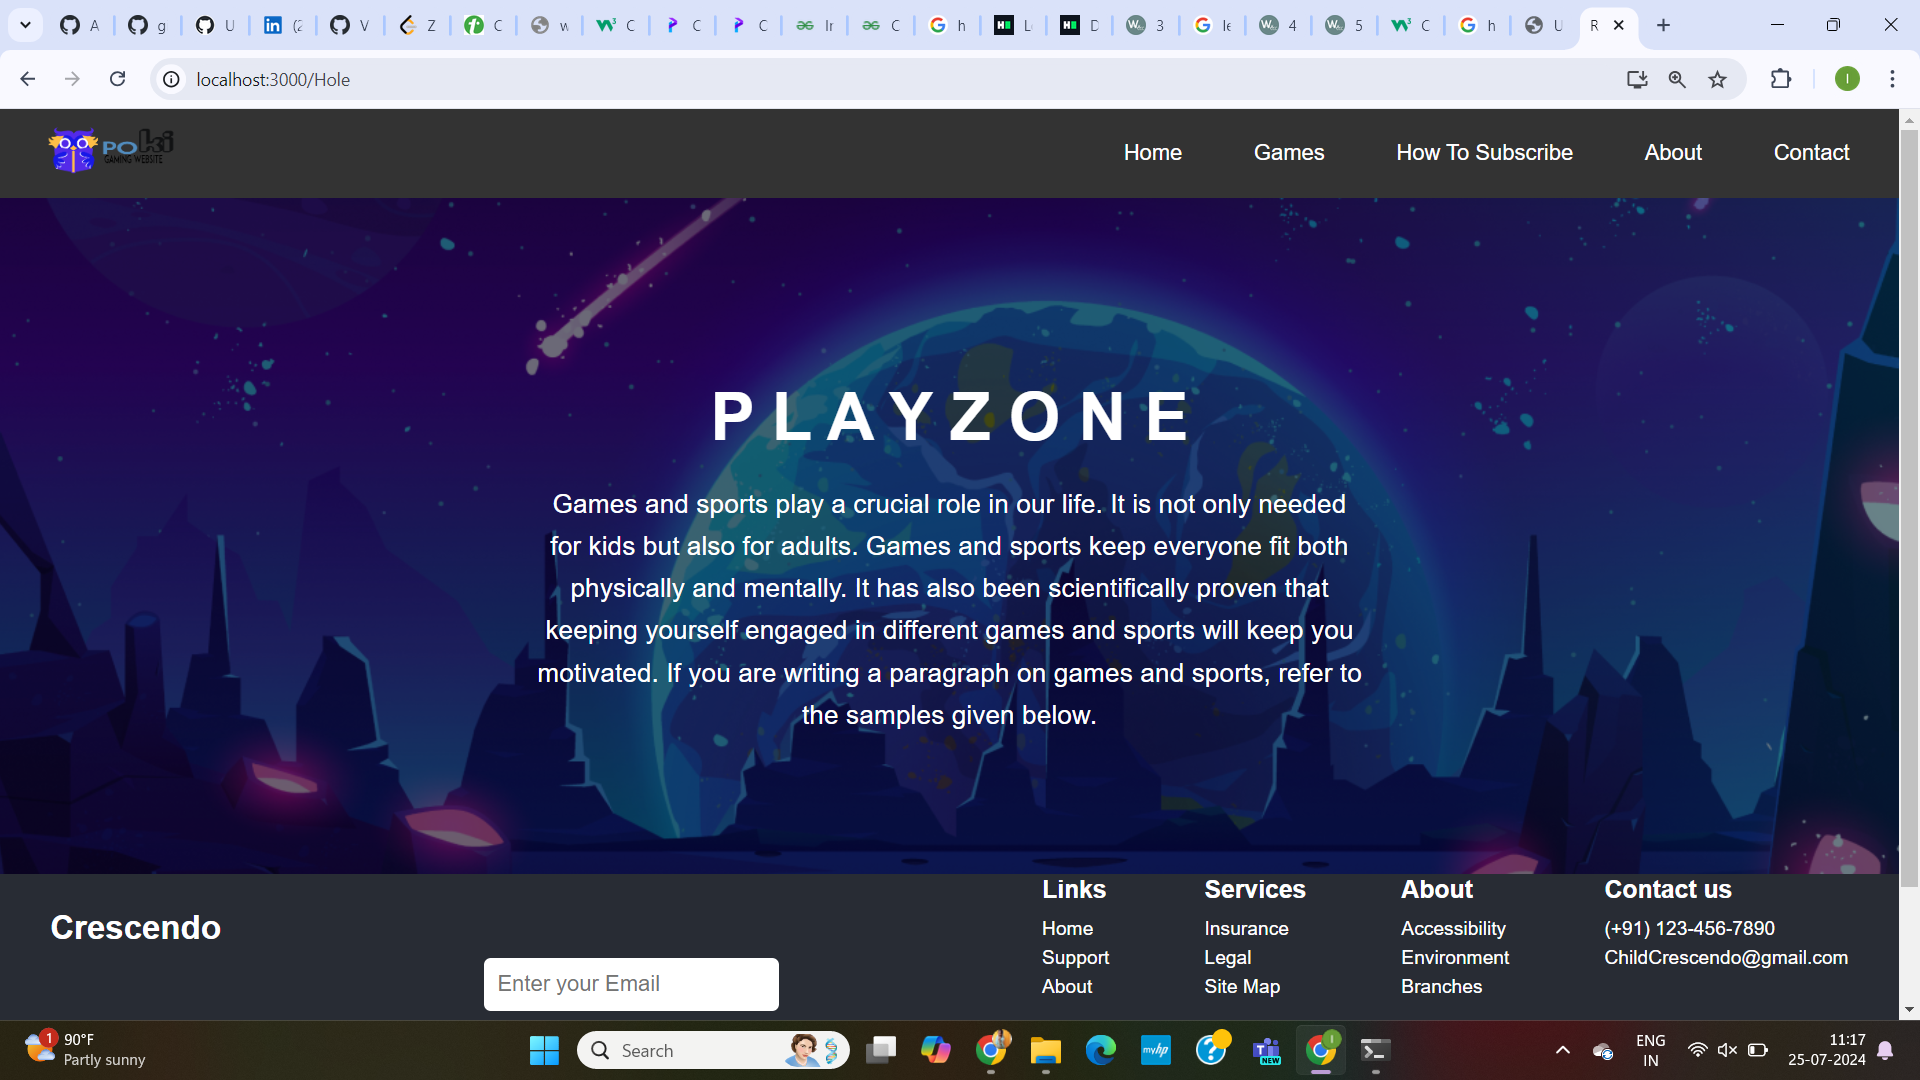 A
g
U
(2
V
Z
C
w
C
C
C
Ir
C
h
L
D
3
le
4
5
C
h
U
R
localhost:3000/Hole
I
POki
GAMING WEBSITE
Home
Games
How To Subscribe
About
Contact
PLAYZONE
Games and sports play a crucial role in our life. It is not only needed
for kids but also for adults. Games and sports keep everyone fit both
physically and mentally. It has also been scientifically proven that
keeping yourself engaged in different games and sports will keep you
motivated. If you are writing a paragraph on games and sports, refer to
the samples given below.
Crescendo
Enter your Email
Links
Home
Support
About
Services
Insurance
Legal
Site Map
About
Accessibility
Environment
Branches
Contact us
(+91) 123-456-7890
ChildCrescendo@gmail.com
1
90°F
Partly sunny
Search
myhp
NEW
ENG
IN
11:17
25-07-2024